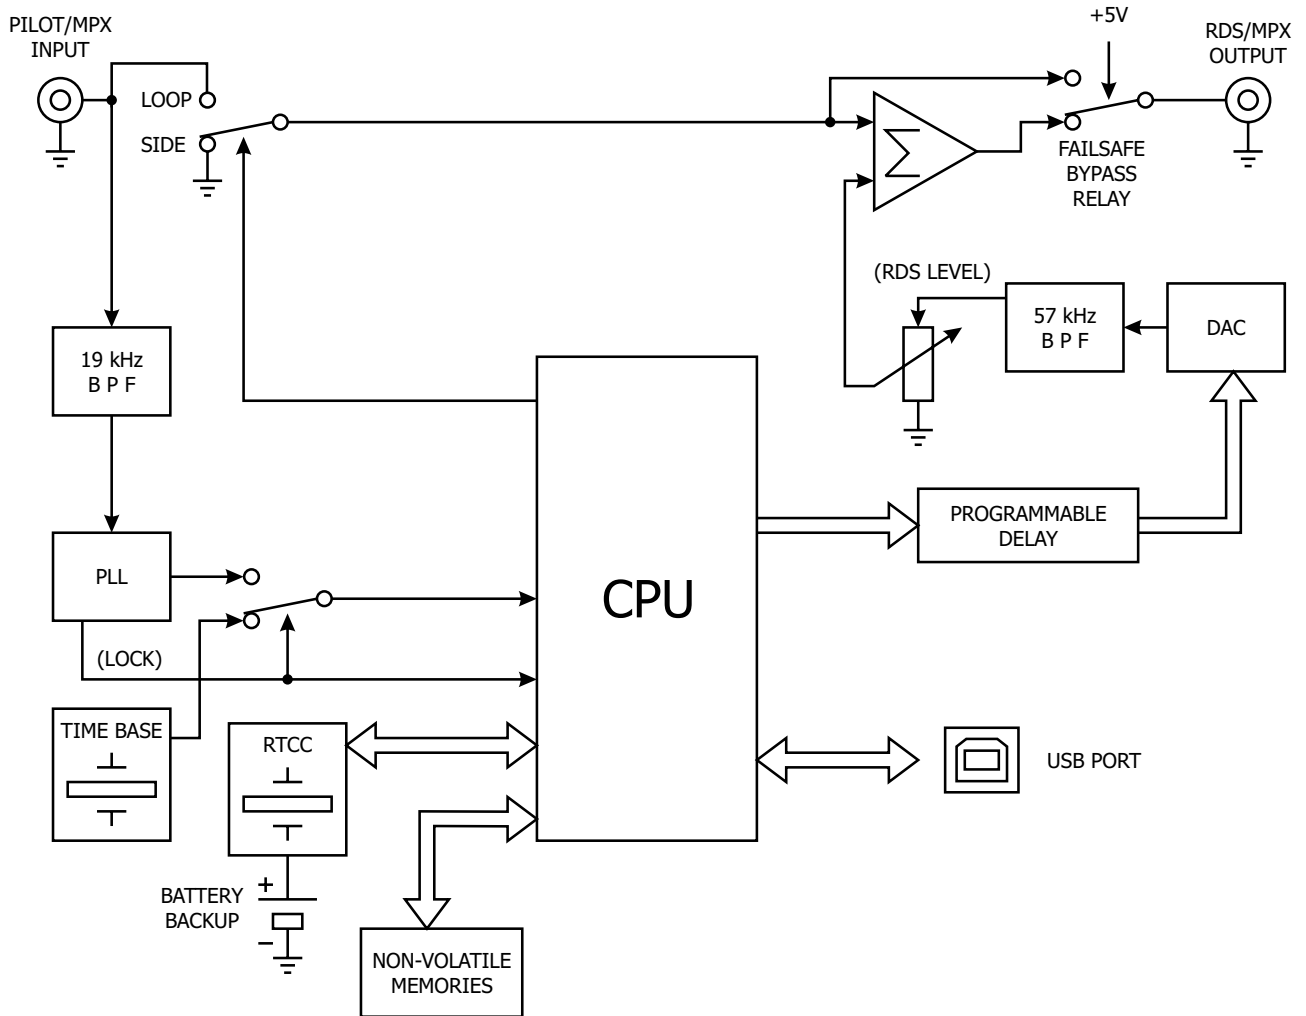 PILOT/MPX
INPUT
LOOP
SIDE
+5V
RDS/MPX
OUTPUT
Σ
FAILSAFE
BYPASS
RELAY
(RDS LEVEL)
57 kHz
B P F
DAC
19 kHz
B P F
PROGRAMMABLE
DELAY
PLL
CPU
(LOCK)
TIME BASE
RTCC
USB PORT
BATTERY
BACKUP
+
−
NON-VOLATILE
MEMORIES